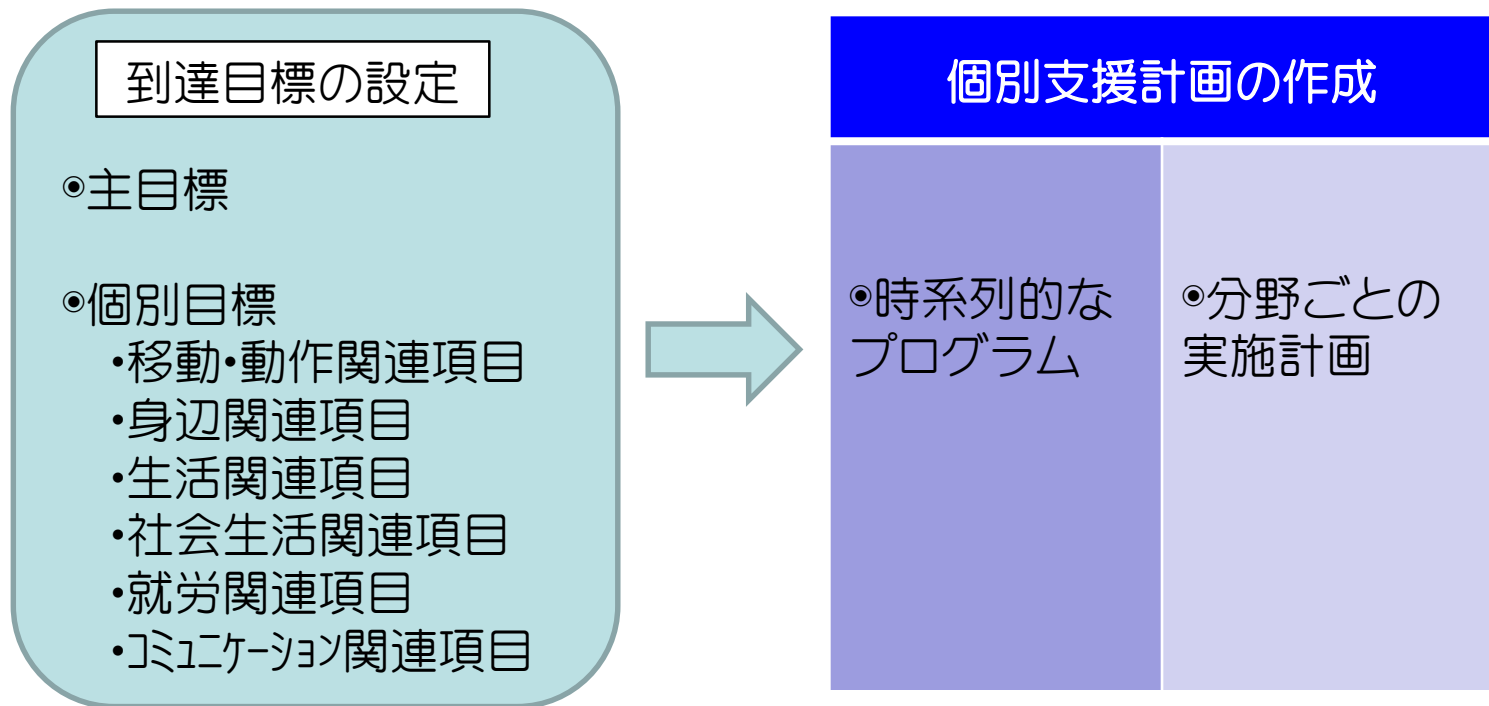 到達目標の設定
◉主目標
◉個別目標
・移動・動作関連項目
・身辺関連項目
・生活関連項目
・社会生活関連項目
・就労関連項目
・ｺﾐｭﾆｹｰｼｮﾝ関連項目
個別支援計画の作成
◉時系列的な
プログラム
◉分野ごとの
実施計画